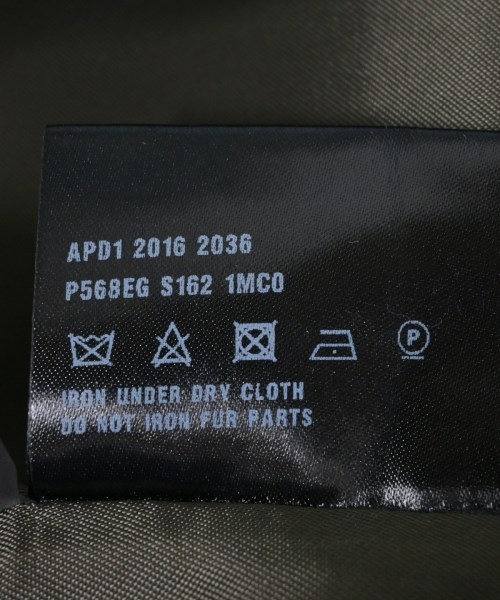 APD1 2016 2036
P568EG S162 1MC0
P
IRON UNDER DRY CLOTH
DO NOT IRON FUR PARTS